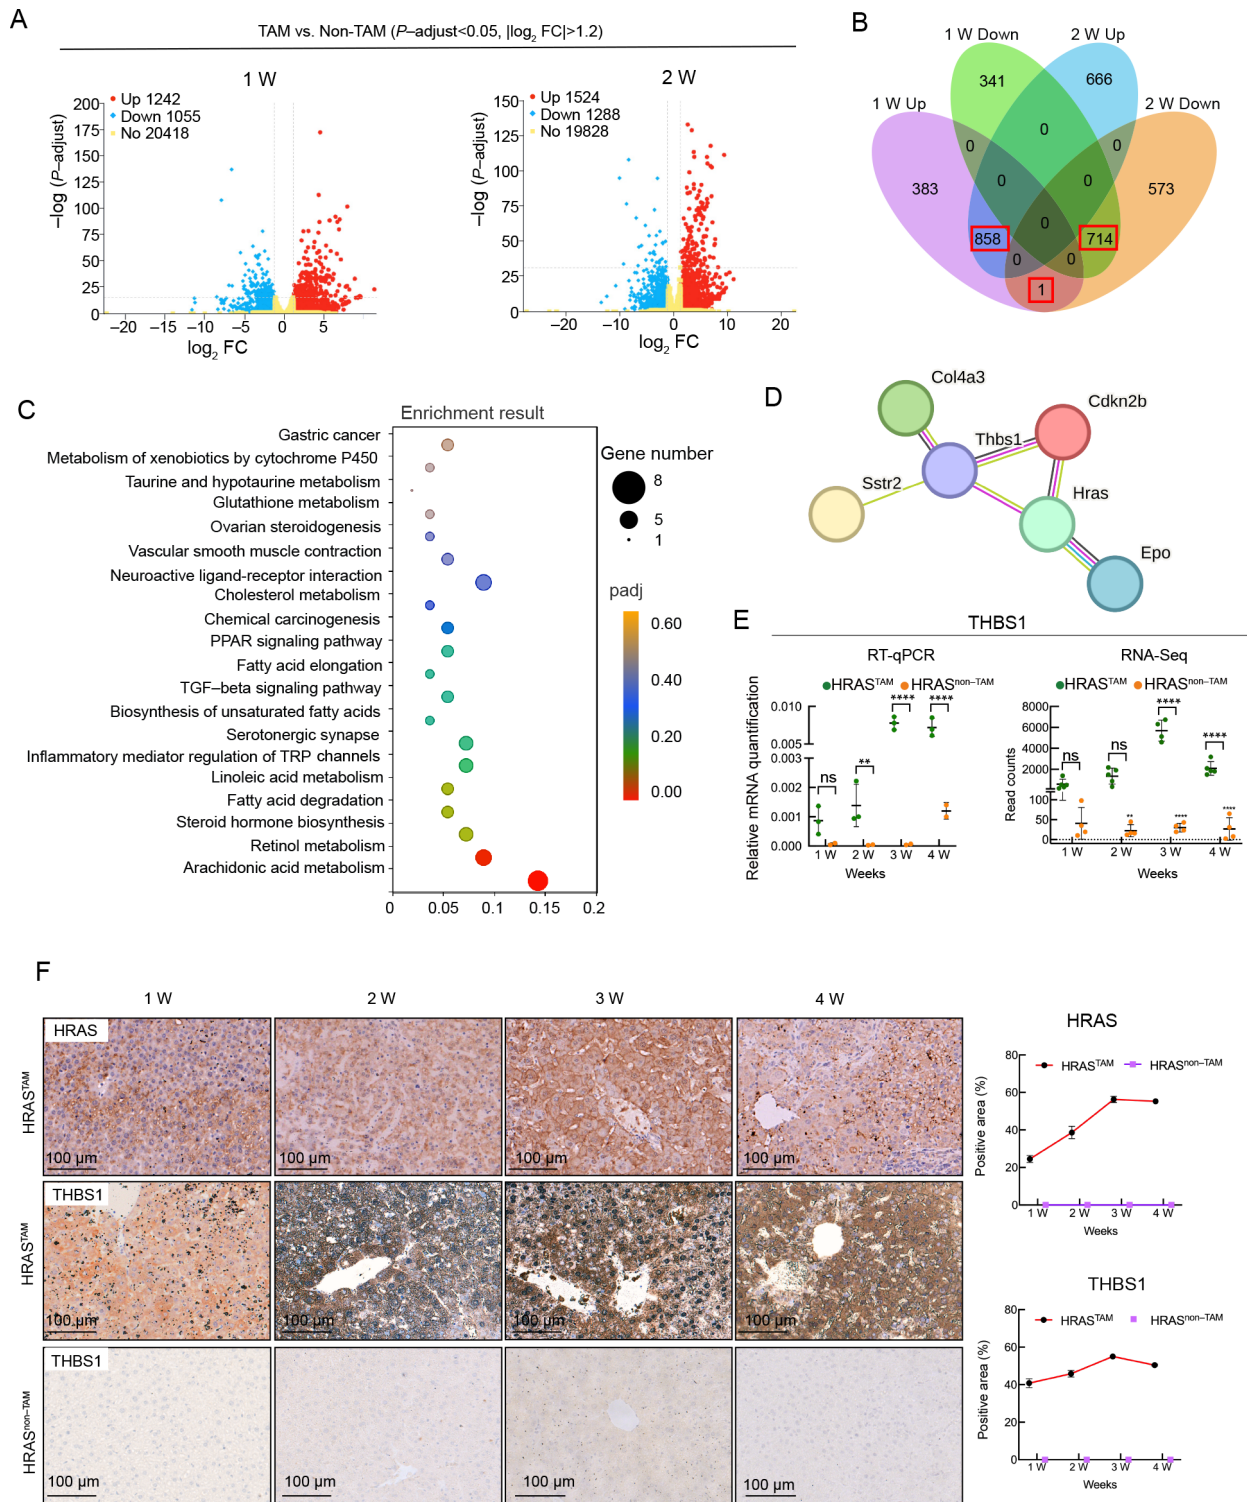 A
TAM vs. Non-TAM (P–adjust<0.05, |log2 FC|>1.2)
1 W
Up 1242
Down 1055
No 20418
–log (P–adjust)
200
175
150
125
100
75
50
25
0
–20
–15
–10
–5
0
5
10
log2 FC
2 W
Up 1524
Down 1288
No 19828
–log (P–adjust)
150
125
100
75
50
25
0
–20
–10
0
10
20
log2 FC
B
1 W Down
2 W Up
1 W Up
2 W Down
341
666
383
573
0
0
0
0
0
0
858
714
0
0
1
C
Enrichment result
Gastric cancer
Metabolism of xenobiotics by cytochrome P450
Taurine and hypotaurine metabolism
Glutathione metabolism
Ovarian steroidogenesis
Vascular smooth muscle contraction
Neuroactive ligand-receptor interaction
Cholesterol metabolism
Chemical carcinogenesis
PPAR signaling pathway
Fatty acid elongation
TGF–beta signaling pathway
Biosynthesis of unsaturated fatty acids
Serotonergic synapse
Inflammatory mediator regulation of TRP channels
Linoleic acid metabolism
Fatty acid degradation
Steroid hormone biosynthesis
Retinol metabolism
Arachidonic acid metabolism
0
0.05
0.1
0.15
0.2
Gene number
8
5
1
padj
0.60
0.40
0.20
0.00
D
Col4a3
Cdkn2b
Thbs1
Sstr2
Hras
Epo
E
THBS1
RT-qPCR
HRASTAM
HRASnon–TAM
Relative mRNA quantification
0.010
0.005
0.003
0.002
0.001
0.000
ns
**
****
****
1 W
2 W
3 W
4 W
Weeks
RNA-Seq
HRASTAM
HRASnon–TAM
Read counts
8000
6000
4000
2000
100
50
0
ns
ns
****
****
**
****
****
1 W
2 W
3 W
4 W
Weeks
F
1 W
2 W
3 W
4 W
HRASTAM
HRAS
100 µm
100 µm
100 µm
100 µm
HRASTAM
THBS1
100 µm
100 µm
100 µm
100 µm
HRASnon–TAM
THBS1
100 µm
100 µm
100 µm
100 µm
HRAS
HRASTAM
HRASnon–TAM
Positive area (%)
80
60
40
20
0
1 W
2 W
3 W
4 W
Weeks
THBS1
HRASTAM
HRASnon–TAM
Positive area (%)
80
60
40
20
0
1 W
2 W
3 W
4 W
Weeks